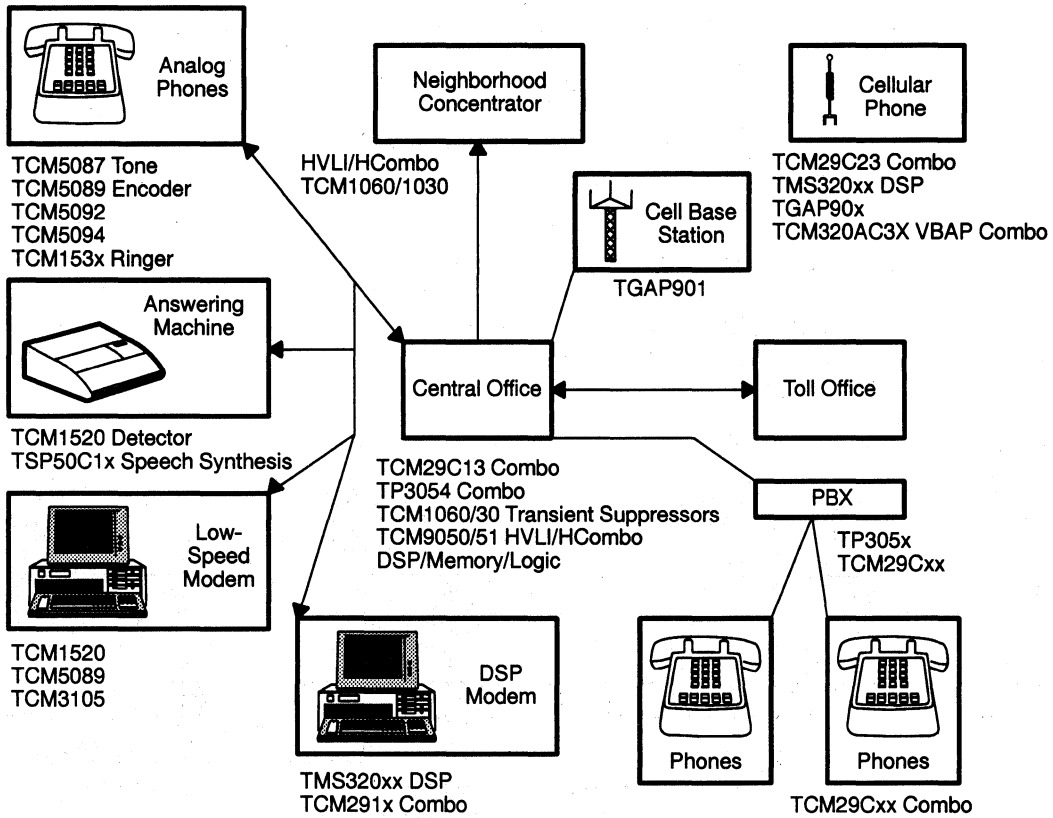 Analog
Phones
TCM5087 Tone
TCM5089 Encoder
TCM5092
TCM5094
TCM153x Ringer
Neighborhood
Concentrator
HVLI/HCombo
TCM1060/1030
Cellular
Phone
TCM29C23 Combo
TMS320xx DSP
TGAP90x
TCM320AC3X VBAP Combo
Cell Base
Station
TGAP901
Answering
Machine
TCM1520 Detector
TSP50C1x Speech Synthesis
Central Office
Toll Office
TCM29C13 Combo
TP3054 Combo
TCM1060/30 Transient Suppressors
TCM9050/51 HVLI/HCombo
DSP/Memory/Logic
PBX
TP305x
TCM29Cxx
Low-
Speed
Modem
TCM1520
TCM5089
TCM3105
DSP
Modem
TMS320xx DSP
TCM291x Combo
Phones
Phones
TCM29Cxx Combo